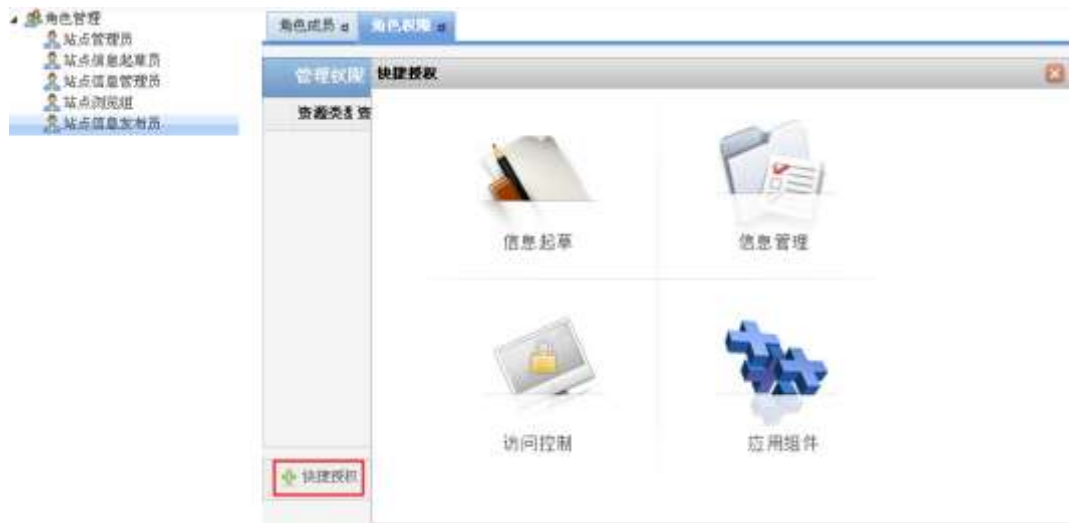 角色管理
站点管理员
站点信息起草员
站点信息管理员
站点浏览组
站点信息发布员
角色成员 角色权限
管理权限
快捷授权
资源类型 资
信息起草
信息管理
访问控制
应用组件
快捷授权